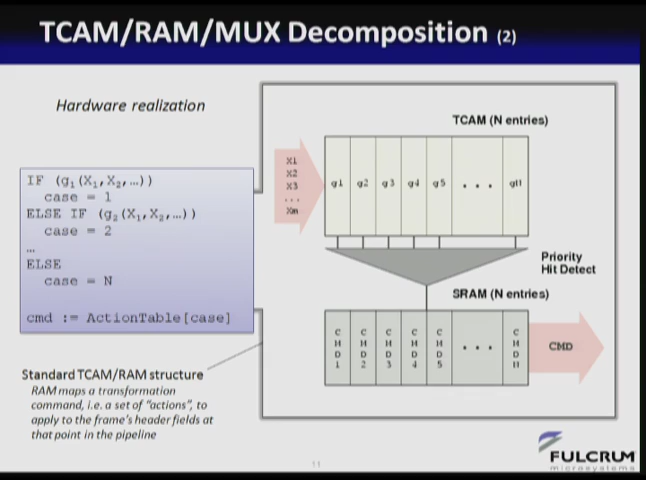 TCAM/RAM/MUX Decomposition (2)
Hardware realization
IF (g1(X1,X2,…))
case = 1
ELSE IF (g2(X1,X2,…))
case = 2
…
ELSE
case = N
cmd := ActionTable[case]
Standard TCAM/RAM structure
RAM maps a transformation
command, i.e. a set of "actions", to
apply to the frame's header fields at
that point in the pipeline
TCAM (N entries)
X1
X2
X3
...
Xm
g1 g2 g3 g4 g5 . . . gN
Priority
Hit Detect
SRAM (N entries)
CMD1 CMD2 CMD3 CMD4 CMD5 . . . CMDN
CMD
11
FULCRUM
microsystems